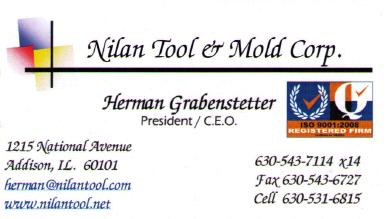 Nilan Tool & Mold Corp.
Herman Grabenstetter
President / C.E.O.
ISO 9001:2008
REGISTERED FIRM
1215 National Avenue
Addison, IL. 60101
herman@nilantool.com
www.nilantool.net
630-543-7114 x14
Fax 630-543-6727
Cell 630-531-6815